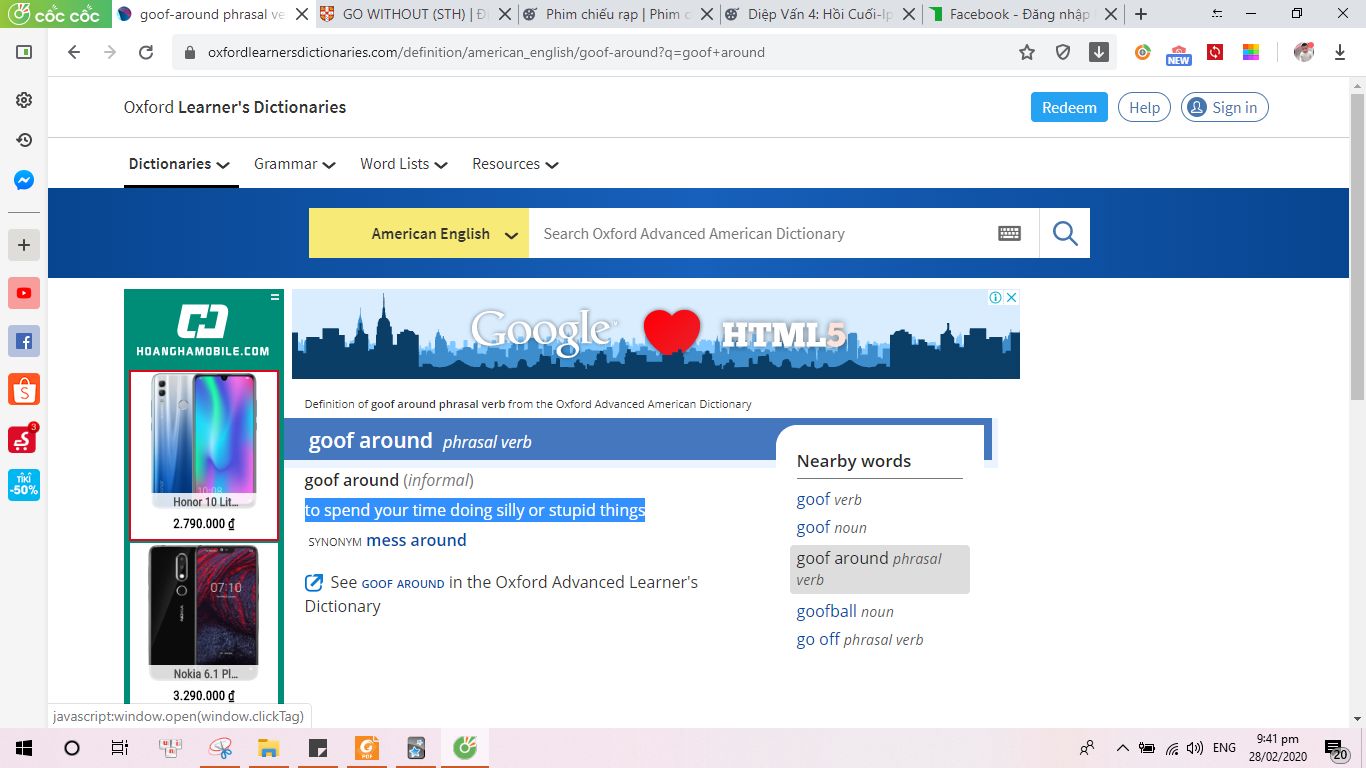 cốc cốc
goof-around phrasal ve
GO WITHOUT (STH) | Đị
Phim chiếu rạp | Phim c
Diệp Vấn 4: Hồi Cuối-Ip
Facebook - Đăng nhập
oxfordlearnersdictionaries.com/definition/american_english/goof-around?q=goof+around
NEW
Oxford Learner's Dictionaries
Redeem
Help
Sign in
Dictionaries
Grammar
Word Lists
Resources
American English
Search Oxford Advanced American Dictionary
HOANGHAMOBILE.COM
Google
HTML5
10:08
Honor 10 Lit...
2.790.000 ₫
07:10
Nokia 6.1 Pl...
3.290.000 ₫
Definition of goof around phrasal verb from the Oxford Advanced American Dictionary
goof around phrasal verb
goof around (informal)
to spend your time doing silly or stupid things
SYNONYM mess around
See GOOF AROUND in the Oxford Advanced Learner's
Dictionary
Nearby words
goof verb
goof noun
goof around phrasal
verb
goofball noun
go off phrasal verb
3
TIKI
-50%
javascript:window.open(window.clickTag)
PDF
ENG
9:41 pm
28/02/2020
20